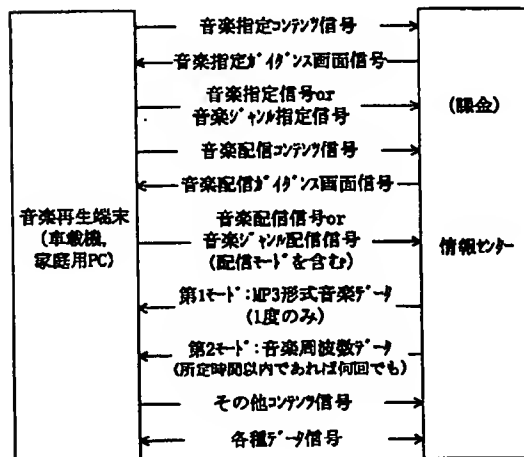 音楽指定コンテンツ信号
音楽指定ガイダンス画面信号
音楽指定信号or
音楽ジャンル指定信号
(課金)
音楽配信コンテンツ信号
音楽配信ガイダンス画面信号
音楽再生端末
(車載機,
家庭用PC)
音楽配信信号or
音楽ジャンル配信信号
(配信モードを含む)
情報センター
第1モード:MP3形式音楽データ
(1度のみ)
第2モード:音楽周波数データ
(所定時間以内であれば何回でも)
その他コンテンツ信号
各種データ信号